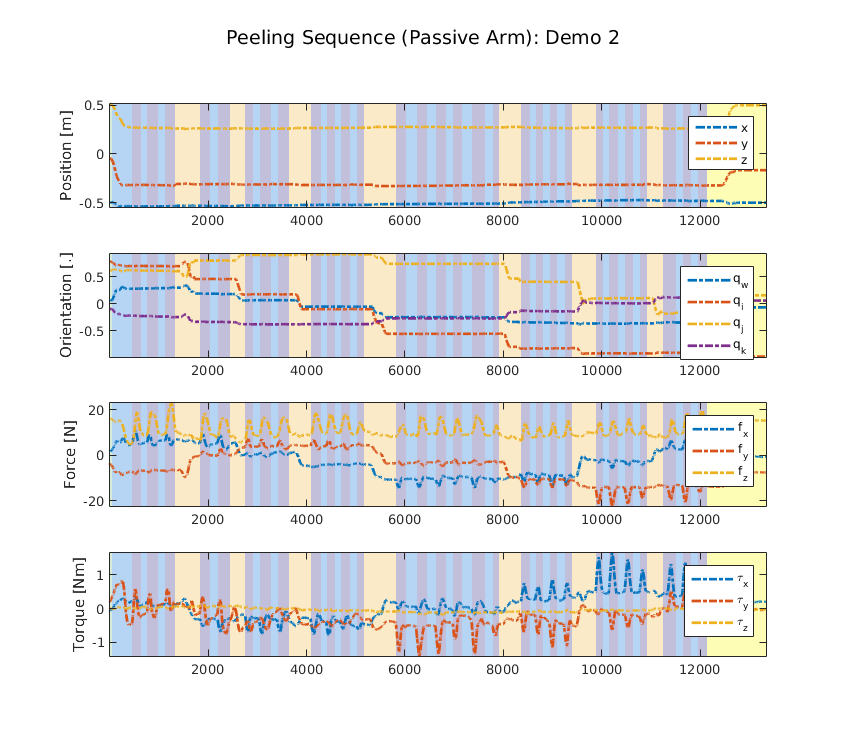 Peeling Sequence (Passive Arm): Demo 2
Position [m]
0.5
0
-0.5
x
y
z
2000 4000 6000 8000 10000 12000
Orientation [.]
0.5
0
-0.5
q_w
q_i
q_j
q_k
2000 4000 6000 8000 10000 12000
Force [N]
20
0
-20
f_x
f_y
f_z
2000 4000 6000 8000 10000 12000
Torque [Nm]
1
0
-1
τ_x
τ_y
τ_z
2000 4000 6000 8000 10000 12000